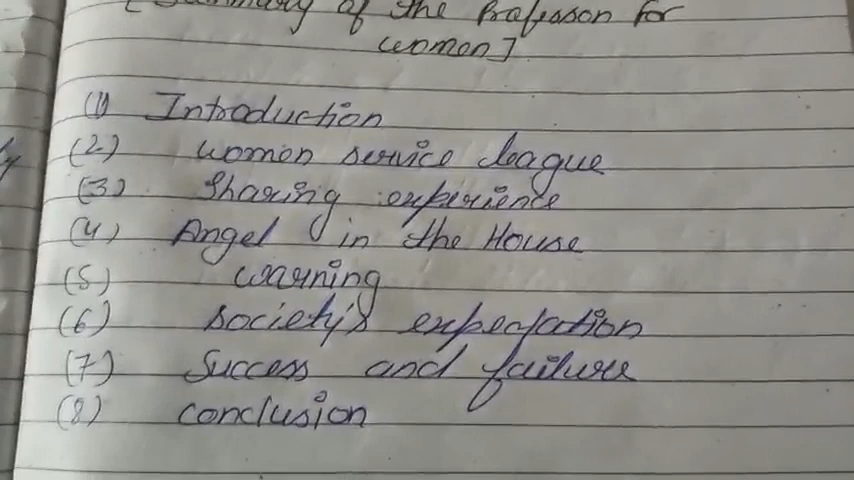 [Summary of the Profession for
women]
(1) Introduction
(2) women service league
(3) Sharing experience
(4) Angel in the House
(5) warning
(6) society's expectation
(7) Success and failure
(8) conclusion